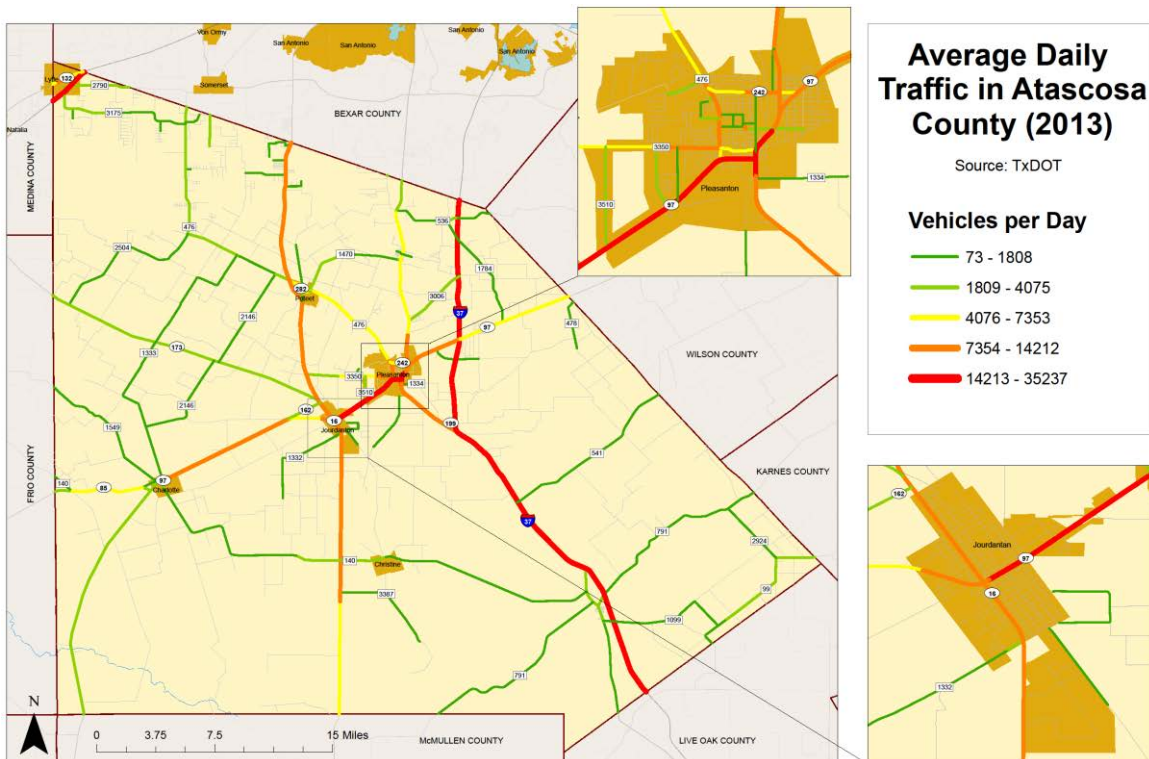 Average Daily
Traffic in Atascosa
County (2013)
Source: TxDOT
Vehicles per Day
73 - 1808
1809 - 4075
4076 - 7353
7354 - 14212
14213 - 35237
Von Ormy
San Antonio
San Antonio
San Antonio
San Antonio
Somerset
BEXAR COUNTY
Lytle
132
2790
3175
Natalia
MEDINA COUNTY
476
2504
536
1470
1784
282
Poteet
3006
37
2146
476
97
478
173
1333
242
WILSON COUNTY
3350
Pleasanton
1334
3510
2146
162
16
199
Jourdanton
1549
1332
541
FRIO COUNTY
97
140
85
Charlotte
KARNES COUNTY
37
791
2924
140
Christine
3387
99
1099
791
N
0 3.75 7.5 15 Miles
McMULLEN COUNTY
LIVE OAK COUNTY
476
97
242
3350
Pleasanton
1334
3510
97
162
Jourdantan
97
16
1332